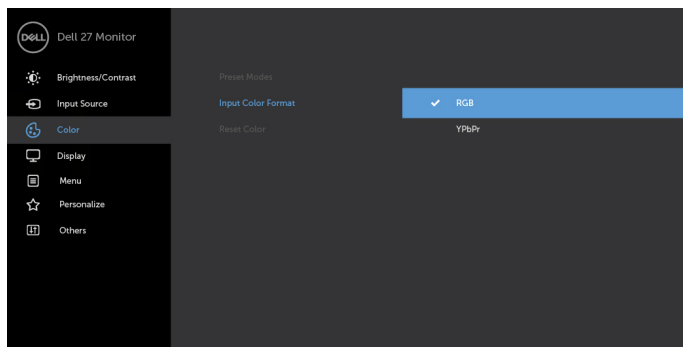 DELL Dell 27 Monitor
Brightness/Contrast
Input Source
Color
Display
Menu
Personalize
Others
Preset Modes
Input Color Format
Reset Color
RGB
YPbPr